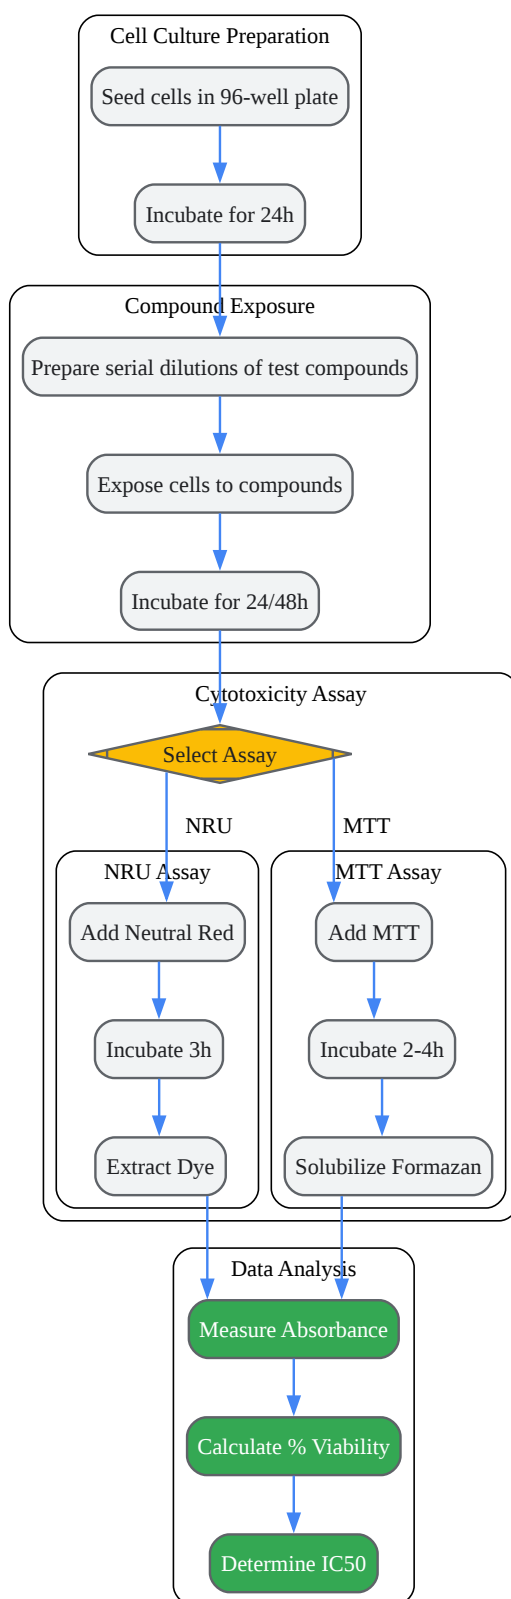 Cell Culture Preparation
Seed cells in 96-well plate
Incubate for 24h
Compound Exposure
Prepare serial dilutions of test compounds
Expose cells to compounds
Incubate for 24/48h
Cytotoxicity Assay
Select Assay
NRU
MTT
NRU Assay
MTT Assay
Add Neutral Red
Add MTT
Incubate 3h
Incubate 2-4h
Extract Dye
Solubilize Formazan
Data Analysis
Measure Absorbance
Calculate % Viability
Determine IC50